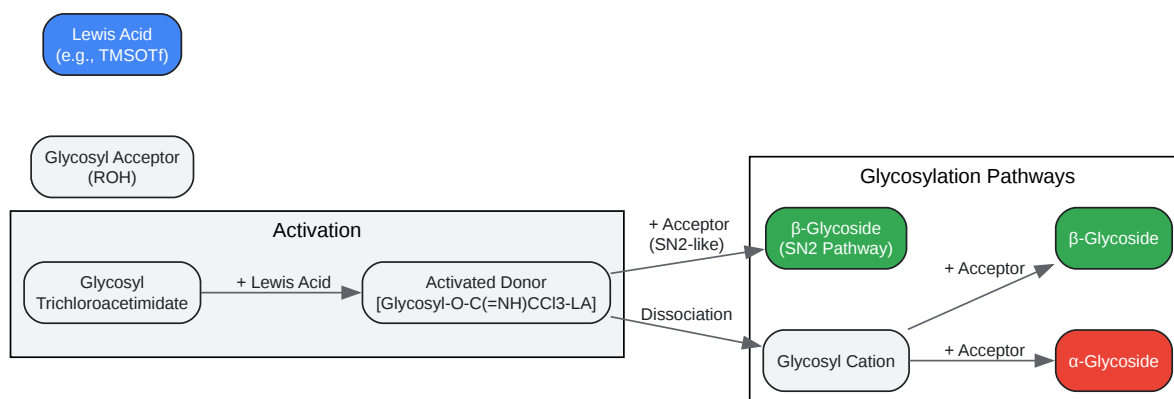 Lewis Acid
(e.g., TMSOTf)
Glycosyl Acceptor
(ROH)
Activation
Glycosyl
Trichloroacetimidate
+ Lewis Acid
Activated Donor
[Glycosyl-O-C(=NH)CCl3-LA]
+ Acceptor
(SN2-like)
Dissociation
Glycosylation Pathways
β-Glycoside
(SN2 Pathway)
Glycosyl Cation
+ Acceptor
β-Glycoside
+ Acceptor
α-Glycoside